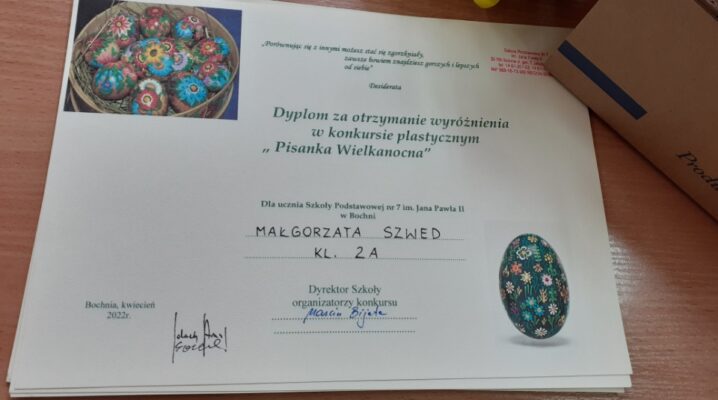 „Porównując się z innymi możesz stać się zgorzkniały,
zawsze bowiem znajdziesz gorszych i lepszych
od siebie”
Desiderata
Dyplom za otrzymanie wyróżnienia
w konkursie plastycznym
„ Pisanka Wielkanocna”
Dla ucznia Szkoły Podstawowej nr 7 im. Jana Pawła II
w Bochni
MAŁGORZATA SZWED
KL. 2A
Dyrektor Szkoły
organizatorzy konkursu
Marcin Bijata
Bochnia, kwiecień
2022r.